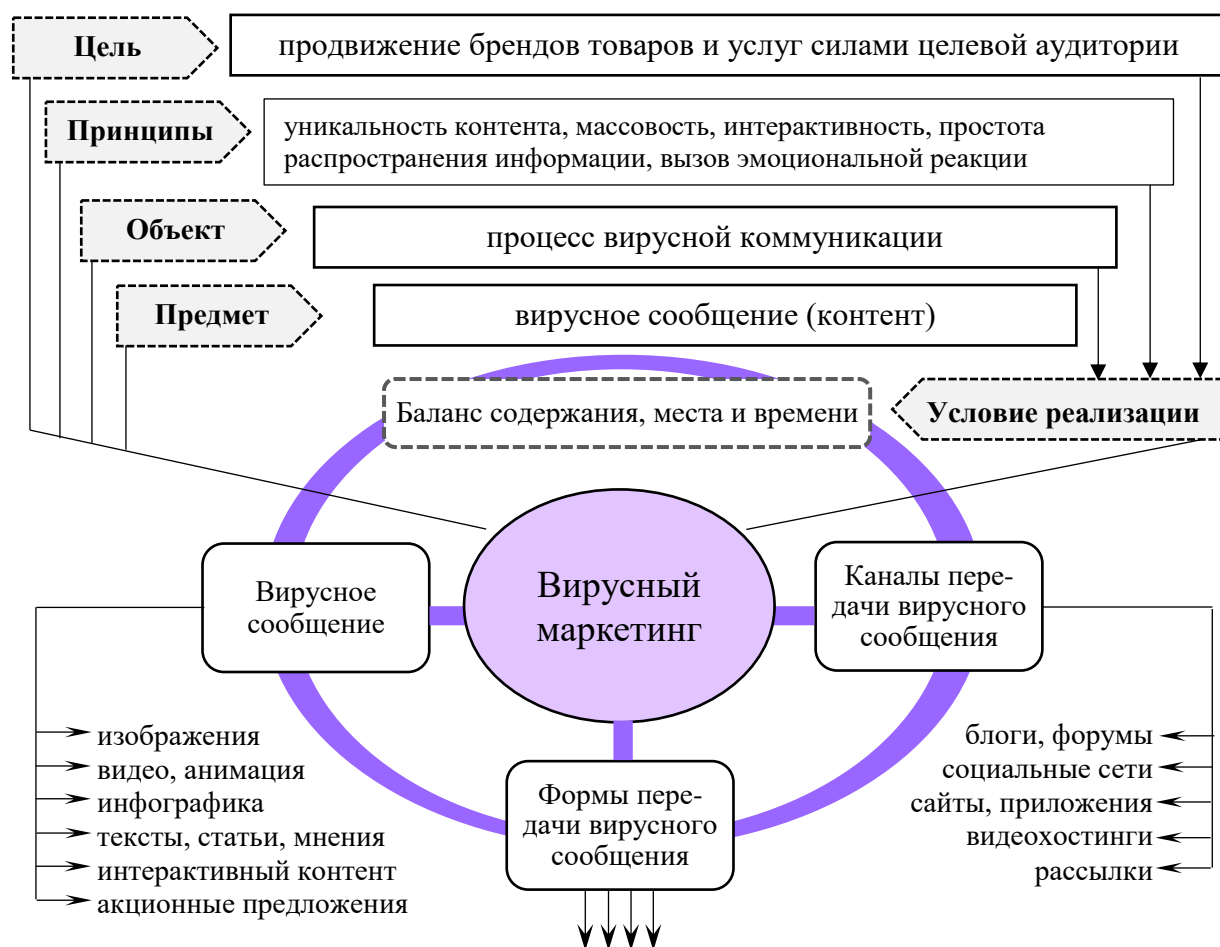 Цель
продвижение брендов товаров и услуг силами целевой аудитории
Принципы
уникальность контента, массовость, интерактивность, простота
распространения информации, вызов эмоциональной реакции
Объект
процесс вирусной коммуникации
Предмет
вирусное сообщение (контент)
Баланс содержания, места и времени
Условие реализации
Вирусный
маркетинг
Вирусное
сообщение
Каналы пере-
дачи вирусного
сообщения
изображения
видео, анимация
инфографика
тексты, статьи, мнения
интерактивный контент
акционные предложения
Формы пере-
дачи вирусного
сообщения
блоги, форумы
социальные сети
сайты, приложения
видеохостинги
рассылки